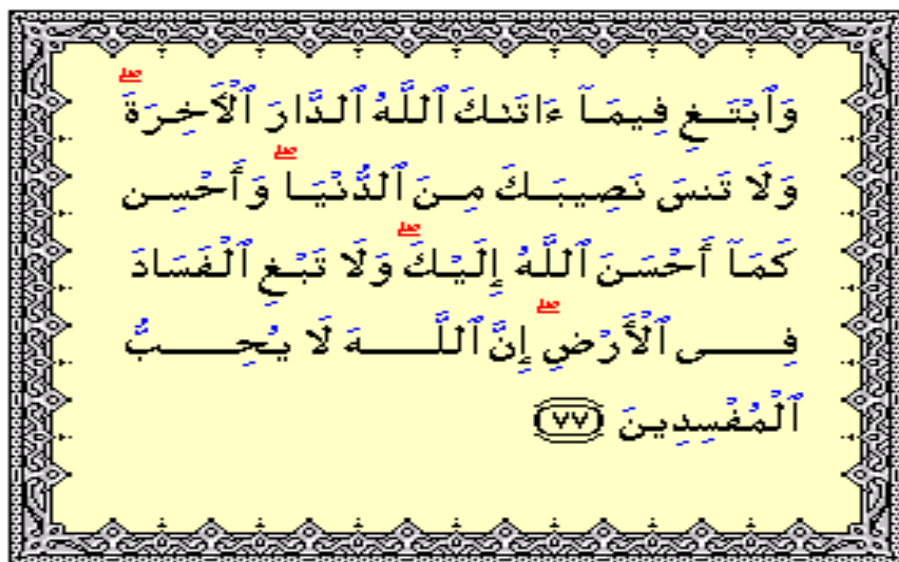 وَٱبْتَغِ فِيمَآ ءَاتَىٰكَ ٱللَّهُ ٱلدَّارَ ٱلْأَخِرَةَ ۖ
وَلَا تَنسَ نَصِيبَكَ مِنَ ٱلدُّنْيَا ۖ وَأَحْسِن
كَمَآ أَحْسَنَ ٱللَّهُ إِلَيْكَ ۖ وَلَا تَبْغِ ٱلْفَسَادَ
فِى ٱلْأَرْضِ ۖ إِنَّ ٱللَّهَ لَا يُحِبُّ
ٱلْمُفْسِدِينَ ٧٧